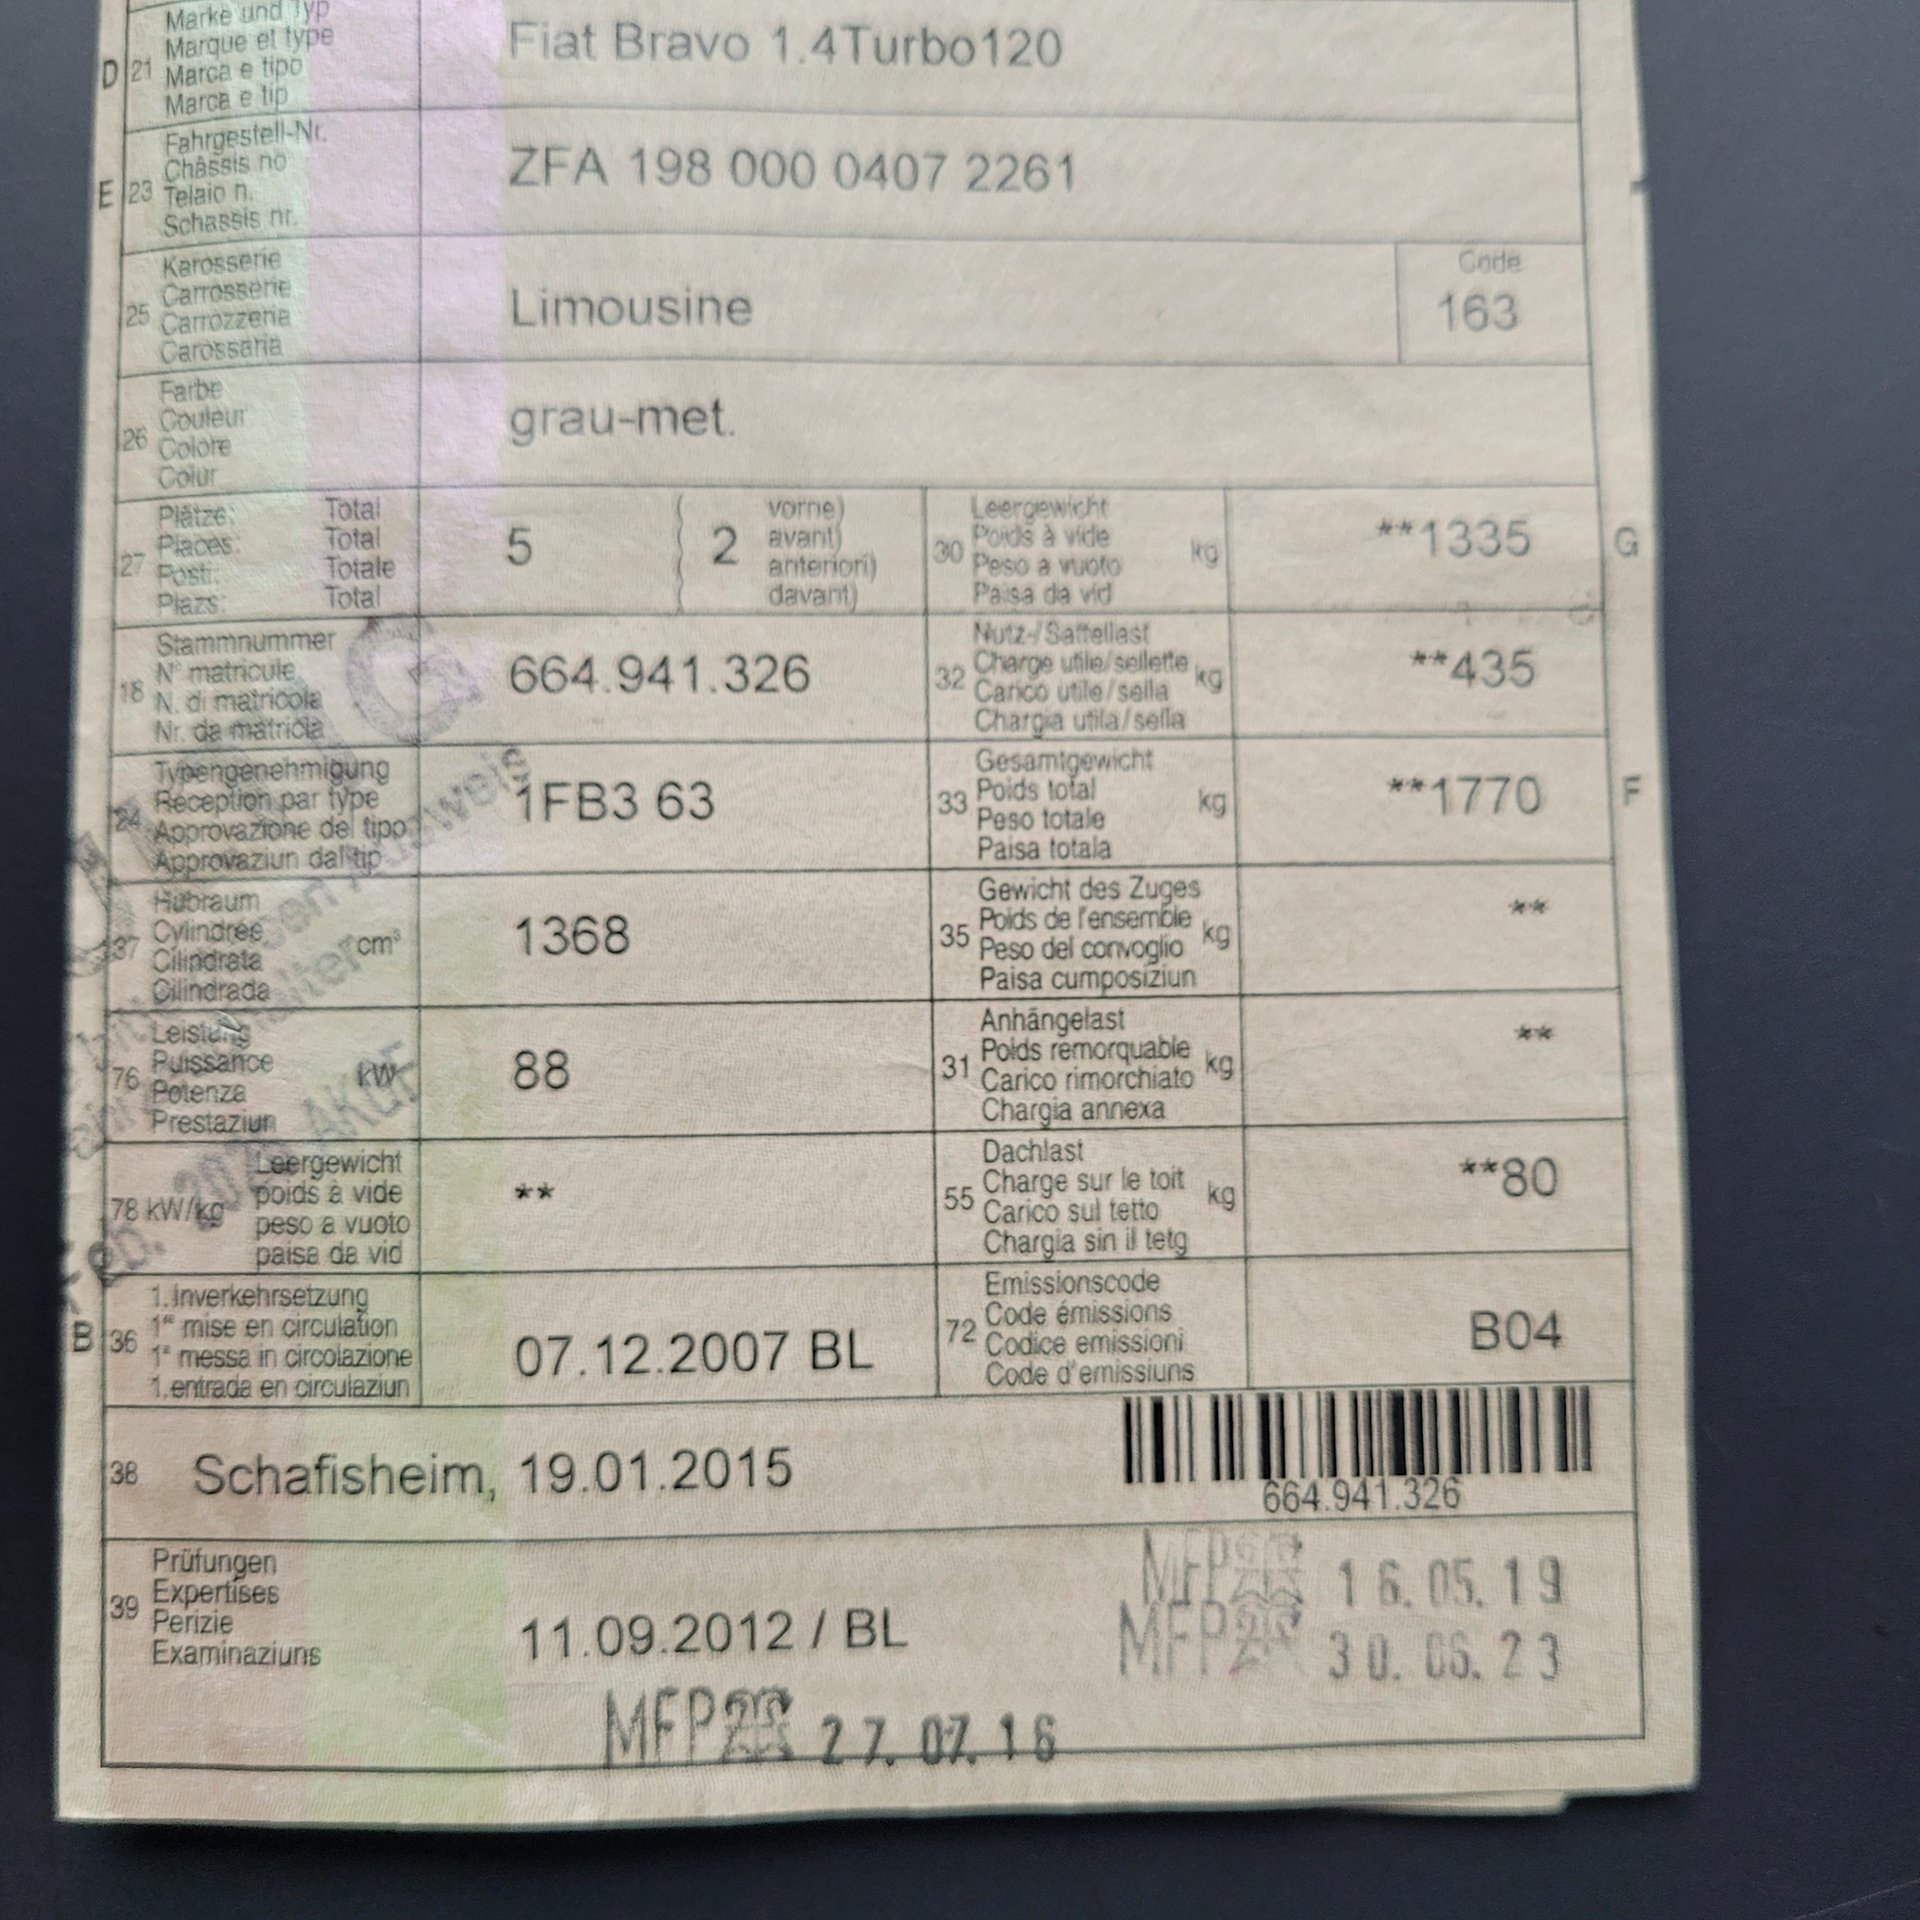 Marke und Typ
Marque et type
D 21 Marca e tipo
Marca e tip
Fiat Bravo 1.4Turbo120
Fahrgestell-Nr.
Châssis no
E 23 Telaio n.
Schassis nr.
ZFA 198 000 0407 2261
Karosserie
Carrosserie
25 Carrozzeria
Carossaria
Limousine
Code
163
Farbe
Couleur
26 Colore
Colur
grau-met.
Plätze: Total
Places: Total
27 Posti: Totale
Plazs: Total
5 ( 2 vorne)
avant)
anteriori)
davant)
Leergewicht
30 Poids à vide kg
Peso a vuoto
Paisa da vid
**1335 G
Stammnummer
N° matricule
18 N. di matricola
Nr. da matricla
664.941.326
Nutz-/Sattellast
32 Charge utile/sellette kg
Carico utile/sella
Chargia utila/sella
**435
Typengenehmigung
24 Réception par type
Approvazione del tipo
Approvaziun dal tip
1FB3 63
Gesamtgewicht
33 Poids total kg
Peso totale
Paisa totala
**1770 F
Hubraum
37 Cylindrée cm³
Cilindrata
Cilindrada
1368
Gewicht des Zuges
35 Poids de l'ensemble kg
Peso del convoglio
Paisa cumposiziun
**
Leistung
76 Puissance kW
Potenza
Prestaziun
88
Anhängelast
31 Poids remorquable kg
Carico rimorchiato
Chargia annexa
**
Leergewicht
78 kW/kg poids à vide
peso a vuoto
paisa da vid
**
Dachlast
55 Charge sur le toit kg
Carico sul tetto
Chargia sin il tetg
**80
1.Inverkehrsetzung
B 36 1re mise en circulation
1a messa in circolazione
1.entrada en circulaziun
07.12.2007 BL
Emissionscode
72 Code émissions
Codice emissioni
Code d'emissiuns
B04
38 Schafisheim, 19.01.2015
664.941.326
Prüfungen
39 Expertises
Perizie
Examinaziuns
11.09.2012 / BL
MFP 16.05.19
MFP 30.06.23
MFP 27.07.16